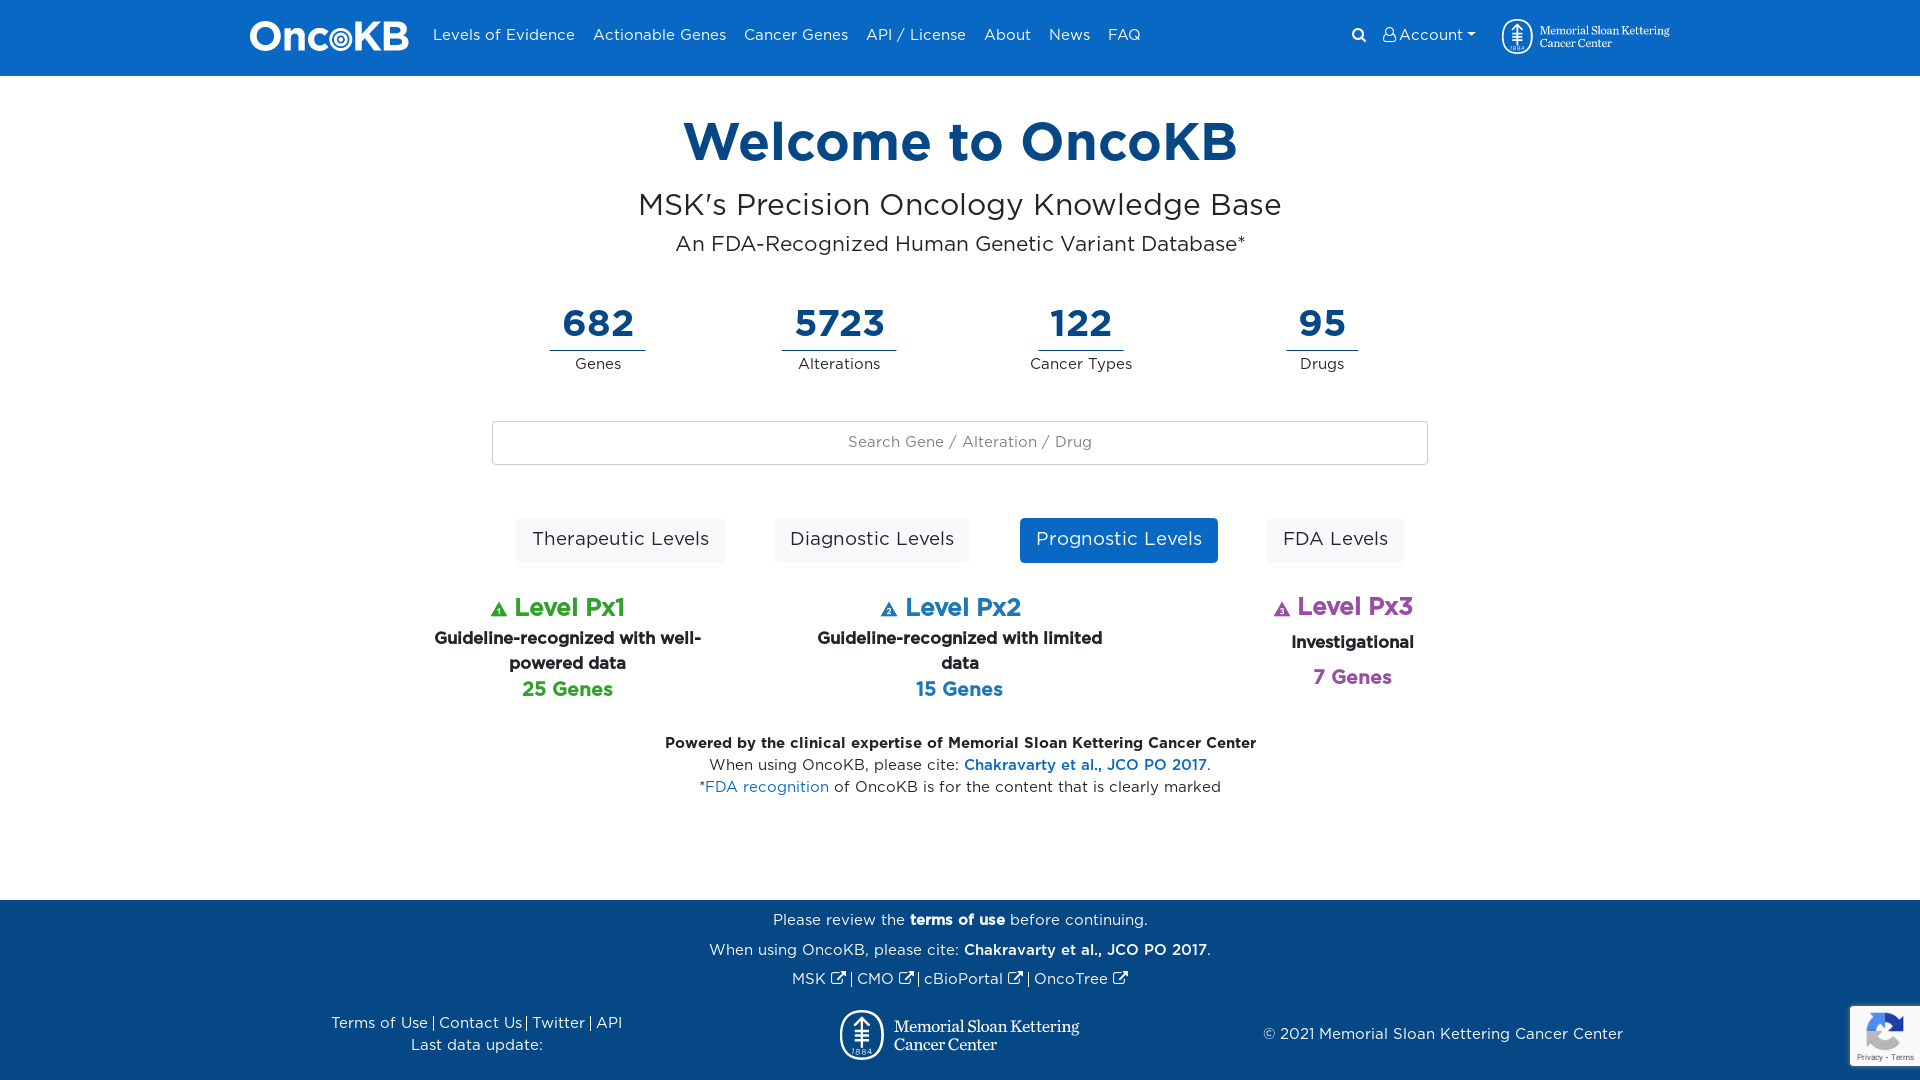 OncoKB Levels of Evidence Actionable Genes Cancer Genes API / License About News FAQ Account Memorial Sloan Kettering
Cancer Center
1884
Welcome to OncoKB
MSK's Precision Oncology Knowledge Base
An FDA-Recognized Human Genetic Variant Database*
682 5723 122 95
Genes Alterations Cancer Types Drugs
Search Gene / Alteration / Drug
Therapeutic Levels Diagnostic Levels Prognostic Levels FDA Levels
1 Level Px1
Guideline-recognized with well-
powered data
25 Genes
2 Level Px2
Guideline-recognized with limited
data
15 Genes
3 Level Px3
Investigational
7 Genes
Powered by the clinical expertise of Memorial Sloan Kettering Cancer Center
When using OncoKB, please cite: Chakravarty et al., JCO PO 2017.
*FDA recognition of OncoKB is for the content that is clearly marked
Please review the terms of use before continuing.
When using OncoKB, please cite: Chakravarty et al., JCO PO 2017.
MSK | CMO | cBioPortal | OncoTree
Terms of Use | Contact Us | Twitter | API
Last data update:
Memorial Sloan Kettering
Cancer Center
1884
© 2021 Memorial Sloan Kettering Cancer Center
Privacy - Terms